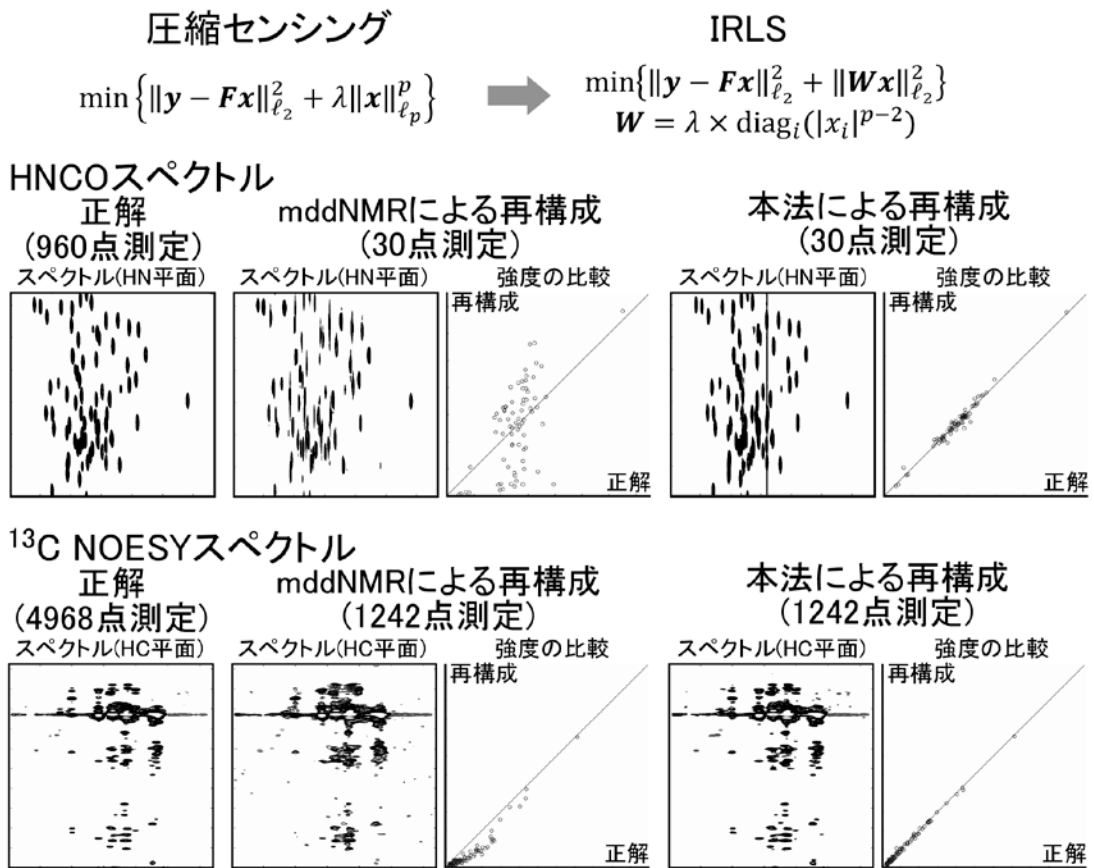 圧縮センシング
min{‖y − Fx‖²_ℓ₂ + λ‖x‖ᵖ_ℓₚ}
IRLS
min{‖y − Fx‖²_ℓ₂ + ‖Wx‖²_ℓ₂}
W = λ × diagᵢ(|xᵢ|ᵖ⁻²)
HNCOスペクトル
正解
(960点測定)
スペクトル(HN平面)
mddNMRによる再構成
(30点測定)
スペクトル(HN平面)
強度の比較
再構成
正解
本法による再構成
(30点測定)
スペクトル(HN平面)
強度の比較
再構成
正解
¹³C NOESYスペクトル
正解
(4968点測定)
スペクトル(HC平面)
mddNMRによる再構成
(1242点測定)
スペクトル(HC平面)
強度の比較
再構成
正解
本法による再構成
(1242点測定)
スペクトル(HC平面)
強度の比較
再構成
正解